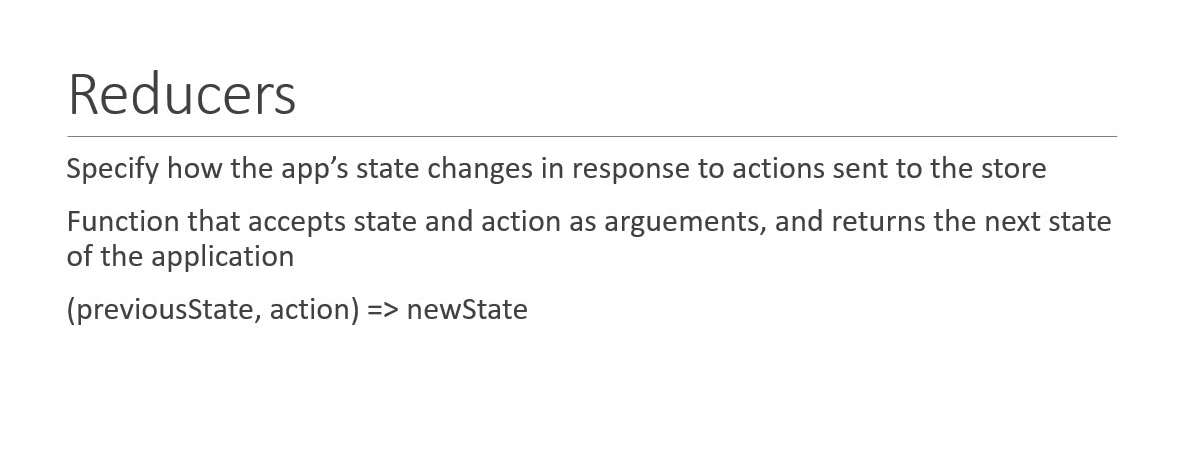 Reducers
Specify how the app’s state changes in response to actions sent to the store
Function that accepts state and action as arguements, and returns the next state
of the application
(previousState, action) => newState